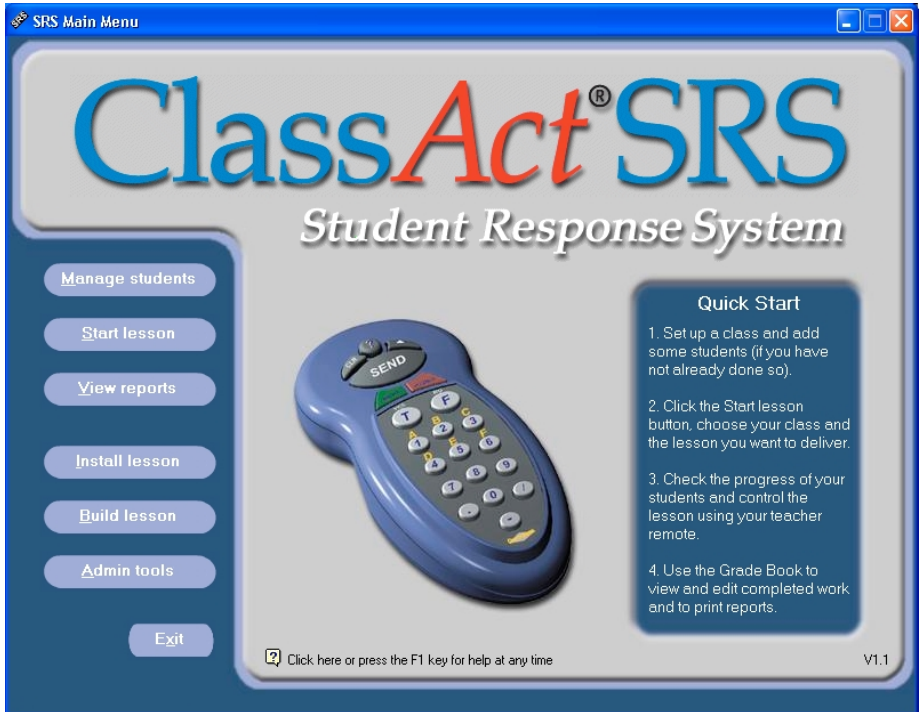 SRS Main Menu
ClassAct®SRS
Student Response System
Manage students
Start lesson
View reports
Install lesson
Build lesson
Admin tools
Exit
SEND
T F
A B C
1 2 3
D E F
4 5 6
7 8 9
0
Quick Start
1. Set up a class and add
some students (if you have
not already done so).
2. Click the Start lesson
button, choose your class and
the lesson you want to deliver.
3. Check the progress of your
students and control the
lesson using your teacher
remote.
4. Use the Grade Book to
view and edit completed work
and to print reports.
Click here or press the F1 key for help at any time
V1.1